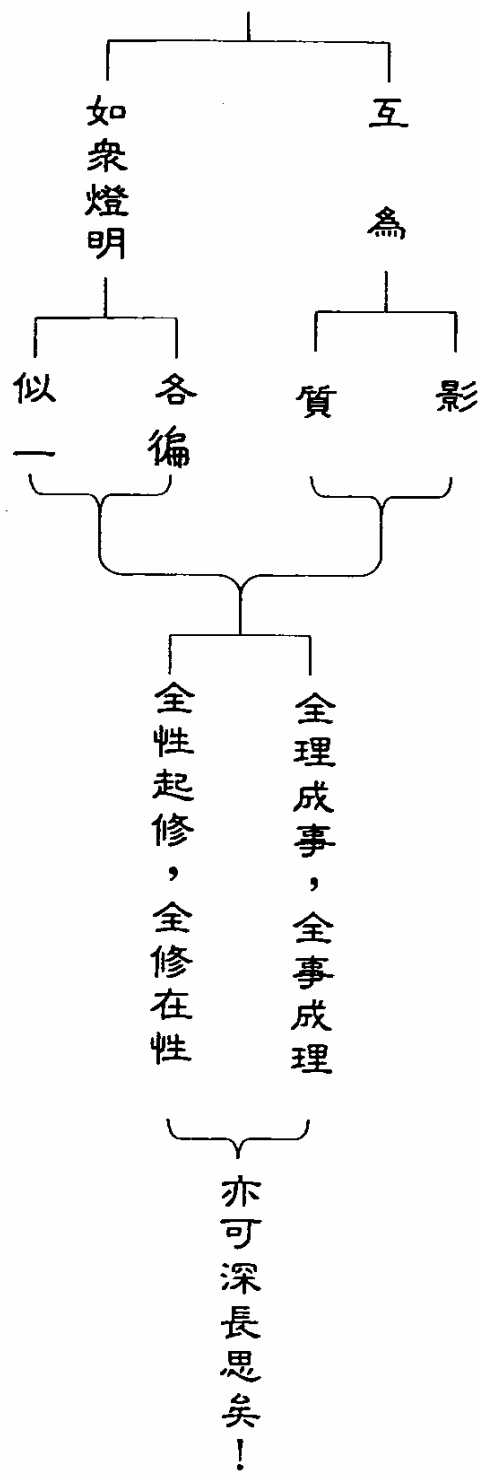 互為
影
質
如眾燈明
各徧
似一
全理成事，全事成理
全性起修，全修在性
亦可深長思矣！